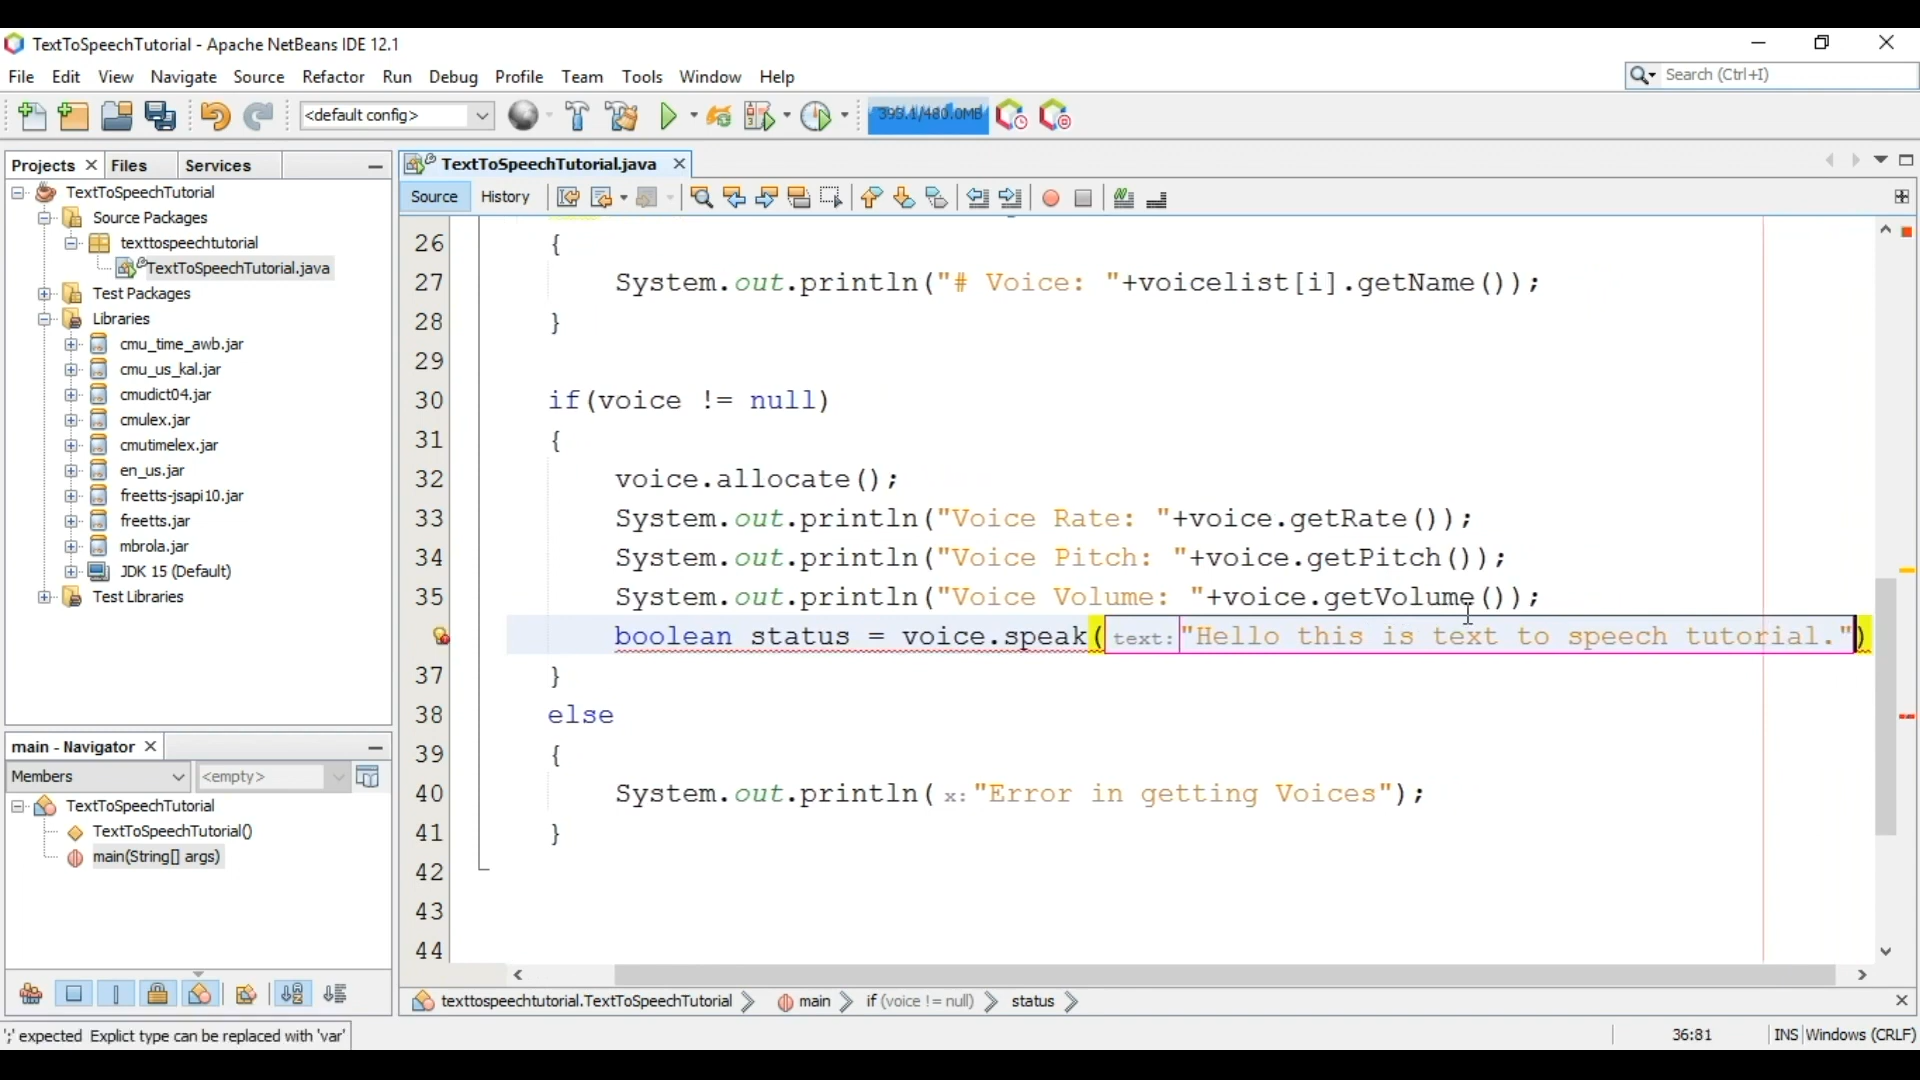 TextToSpeechTutorial - Apache NetBeans IDE 12.1
File Edit View Navigate Source Refactor Run Debug Profile Team Tools Window Help
Search (Ctrl+I)
<default config>
395.1/480.0MB
Projects Files Services
TextToSpeechTutorial.java
TextToSpeechTutorial
Source Packages
texttospeechtutorial
TextToSpeechTutorial.java
Test Packages
Libraries
cmu_time_awb.jar
cmu_us_kal.jar
cmudict04.jar
cmulex.jar
cmutimelex.jar
en_us.jar
freetts-jsapi10.jar
freetts.jar
mbrola.jar
JDK 15 (Default)
Test Libraries
main - Navigator
Members <empty>
TextToSpeechTutorial
TextToSpeechTutorial()
main(String[] args)
Source History
26 {
27 System.out.println("# Voice: "+voicelist[i].getName());
28 }
29
30 if(voice != null)
31 {
32 voice.allocate();
33 System.out.println("Voice Rate: "+voice.getRate());
34 System.out.println("Voice Pitch: "+voice.getPitch());
35 System.out.println("Voice Volume: "+voice.getVolume());
boolean status = voice.speak(text:"Hello this is text to speech tutorial.")
37 }
38 else
39 {
40 System.out.println(x:"Error in getting Voices");
41 }
42
43
44
texttospeechtutorial.TextToSpeechTutorial main if (voice != null) status
';' expected Explict type can be replaced with 'var'
36:81 INS Windows (CRLF)